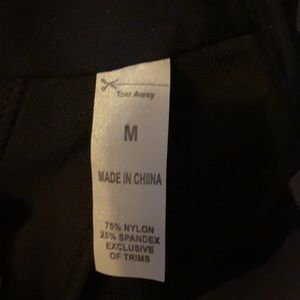 Tear Away
M
MADE IN CHINA
75% NYLON
25% SPANDEX
EXCLUSIVE
OF TRIMS